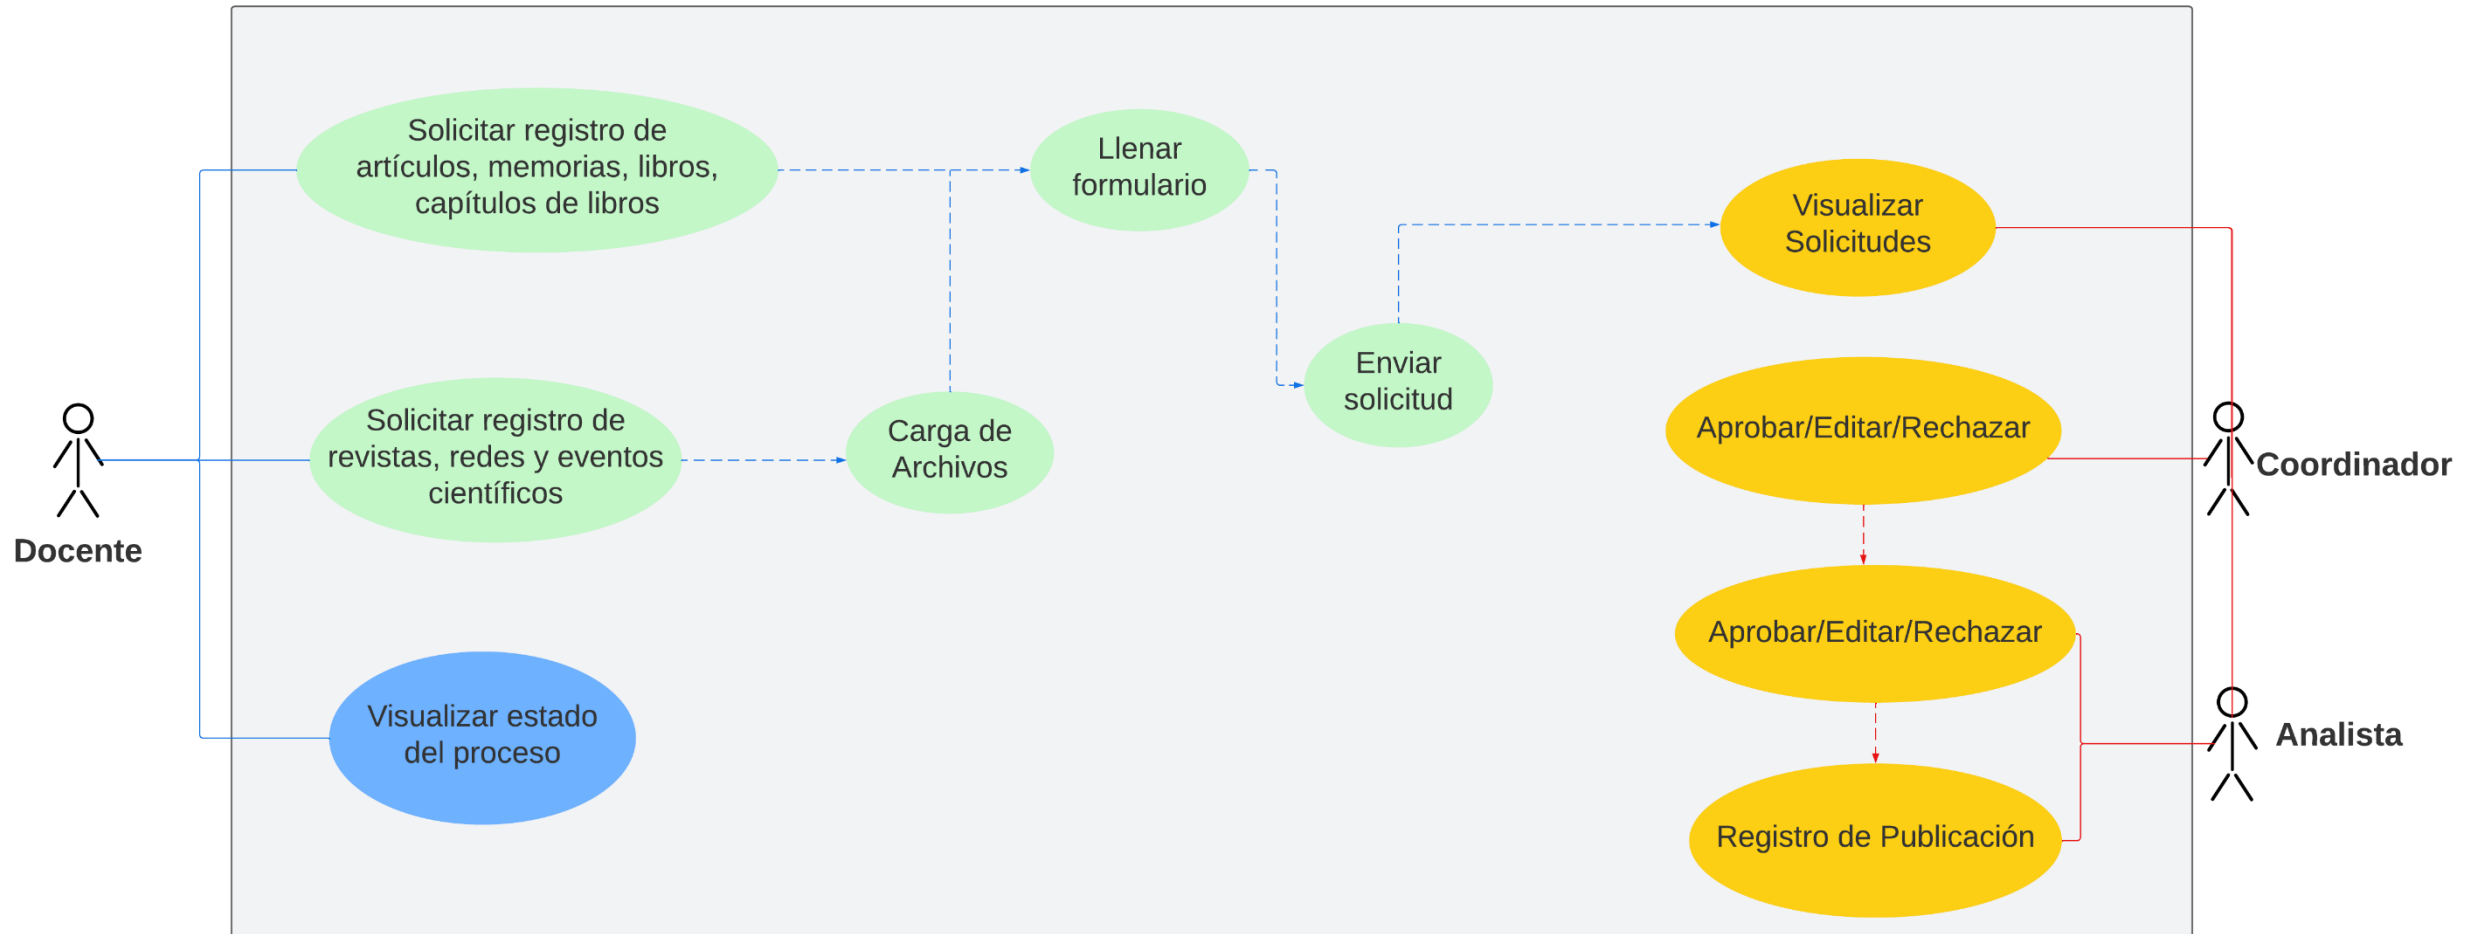 Solicitar registro de
artículos, memorias, libros,
capítulos de libros
Llenar
formulario
Visualizar
Solicitudes
Enviar
solicitud
Solicitar registro de
revistas, redes y eventos
científicos
Carga de
Archivos
Aprobar/Editar/Rechazar
Coordinador
Docente
Aprobar/Editar/Rechazar
Visualizar estado
del proceso
Analista
Registro de Publicación